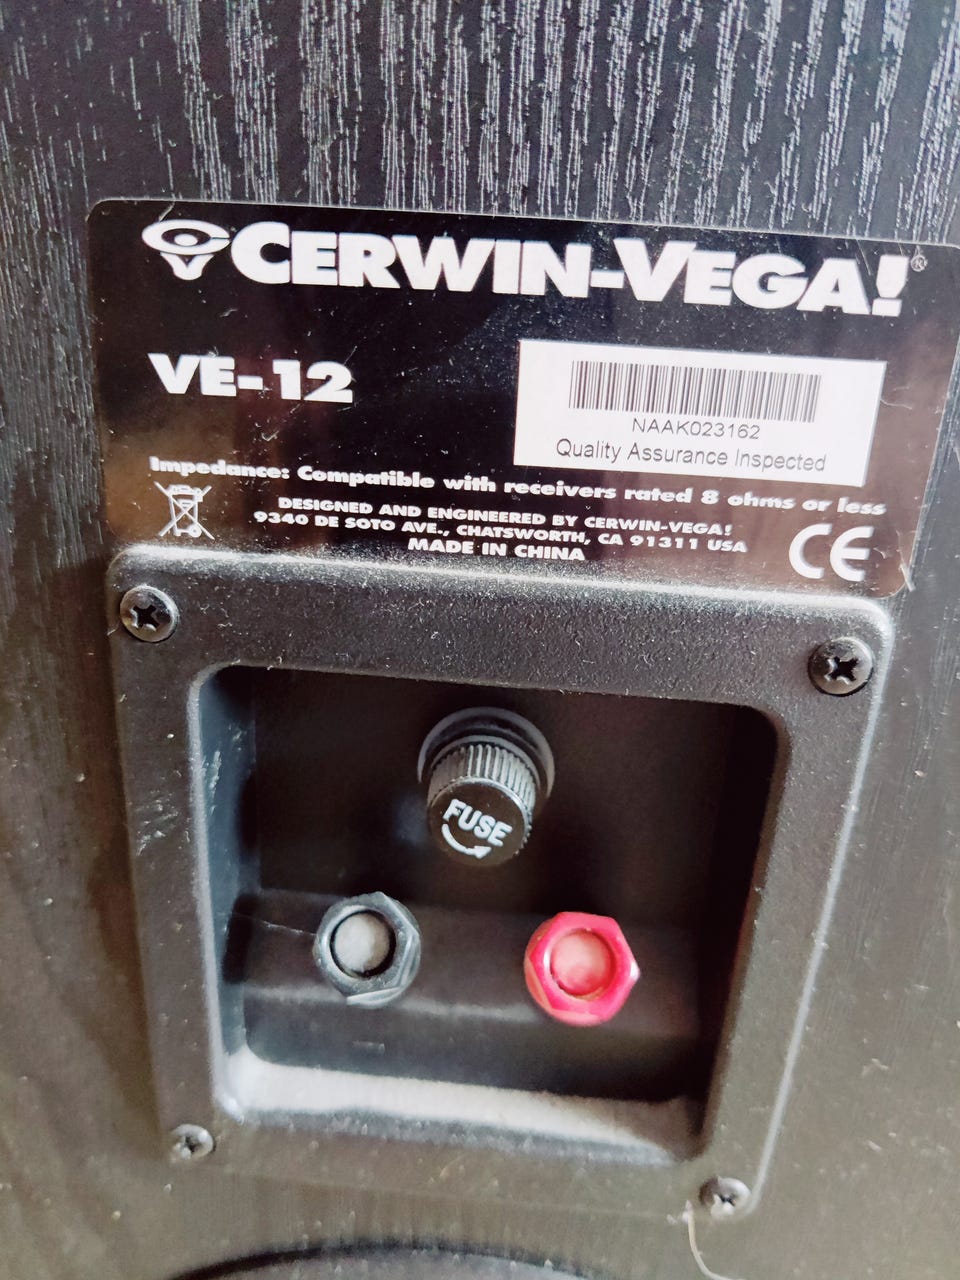 CERWIN-VEGA!®
VE-12
NAAK023162
Quality Assurance Inspected
Impedance: Compatible with receivers rated 8 ohms or less
DESIGNED AND ENGINEERED BY CERWIN-VEGA!
9340 DE SOTO AVE., CHATSWORTH, CA 91311 USA
MADE IN CHINA
CE
FUSE